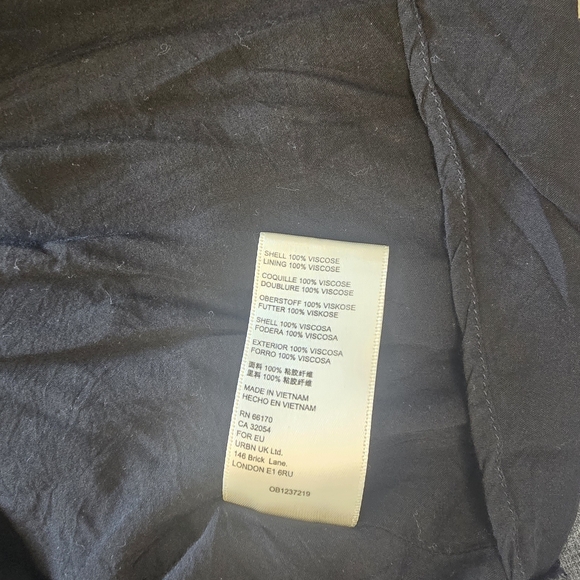 SHELL 100% VISCOSE
LINING 100% VISCOSE
COQUILLE 100% VISCOSE
DOUBLURE 100% VISCOSE
OBERSTOFF 100% VISKOSE
FUTTER 100% VISKOSE
SHELL 100% VISCOSA
FODERA 100% VISCOSA
EXTERIOR 100% VISCOSA
FORRO 100% VISCOSA
面料 100% 粘胶纤维
里料 100% 粘胶纤维
MADE IN VIETNAM
HECHO EN VIETNAM
RN 66170
CA 32054
FOR EU
URBN UK Ltd.
146 Brick Lane.
LONDON E1 6RU
OB1237219